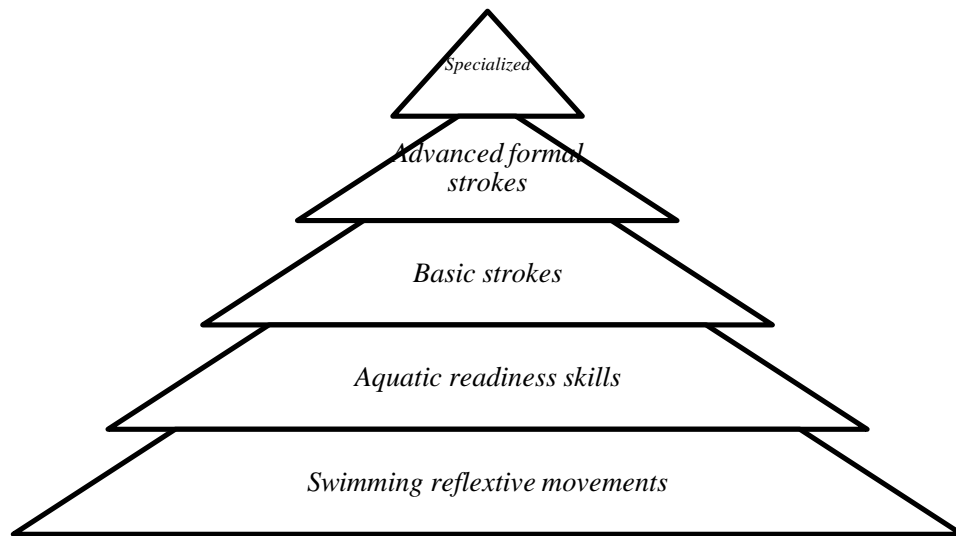 Specialized
Advanced formal
strokes
Basic strokes
Aquatic readiness skills
Swimming reflextive movements